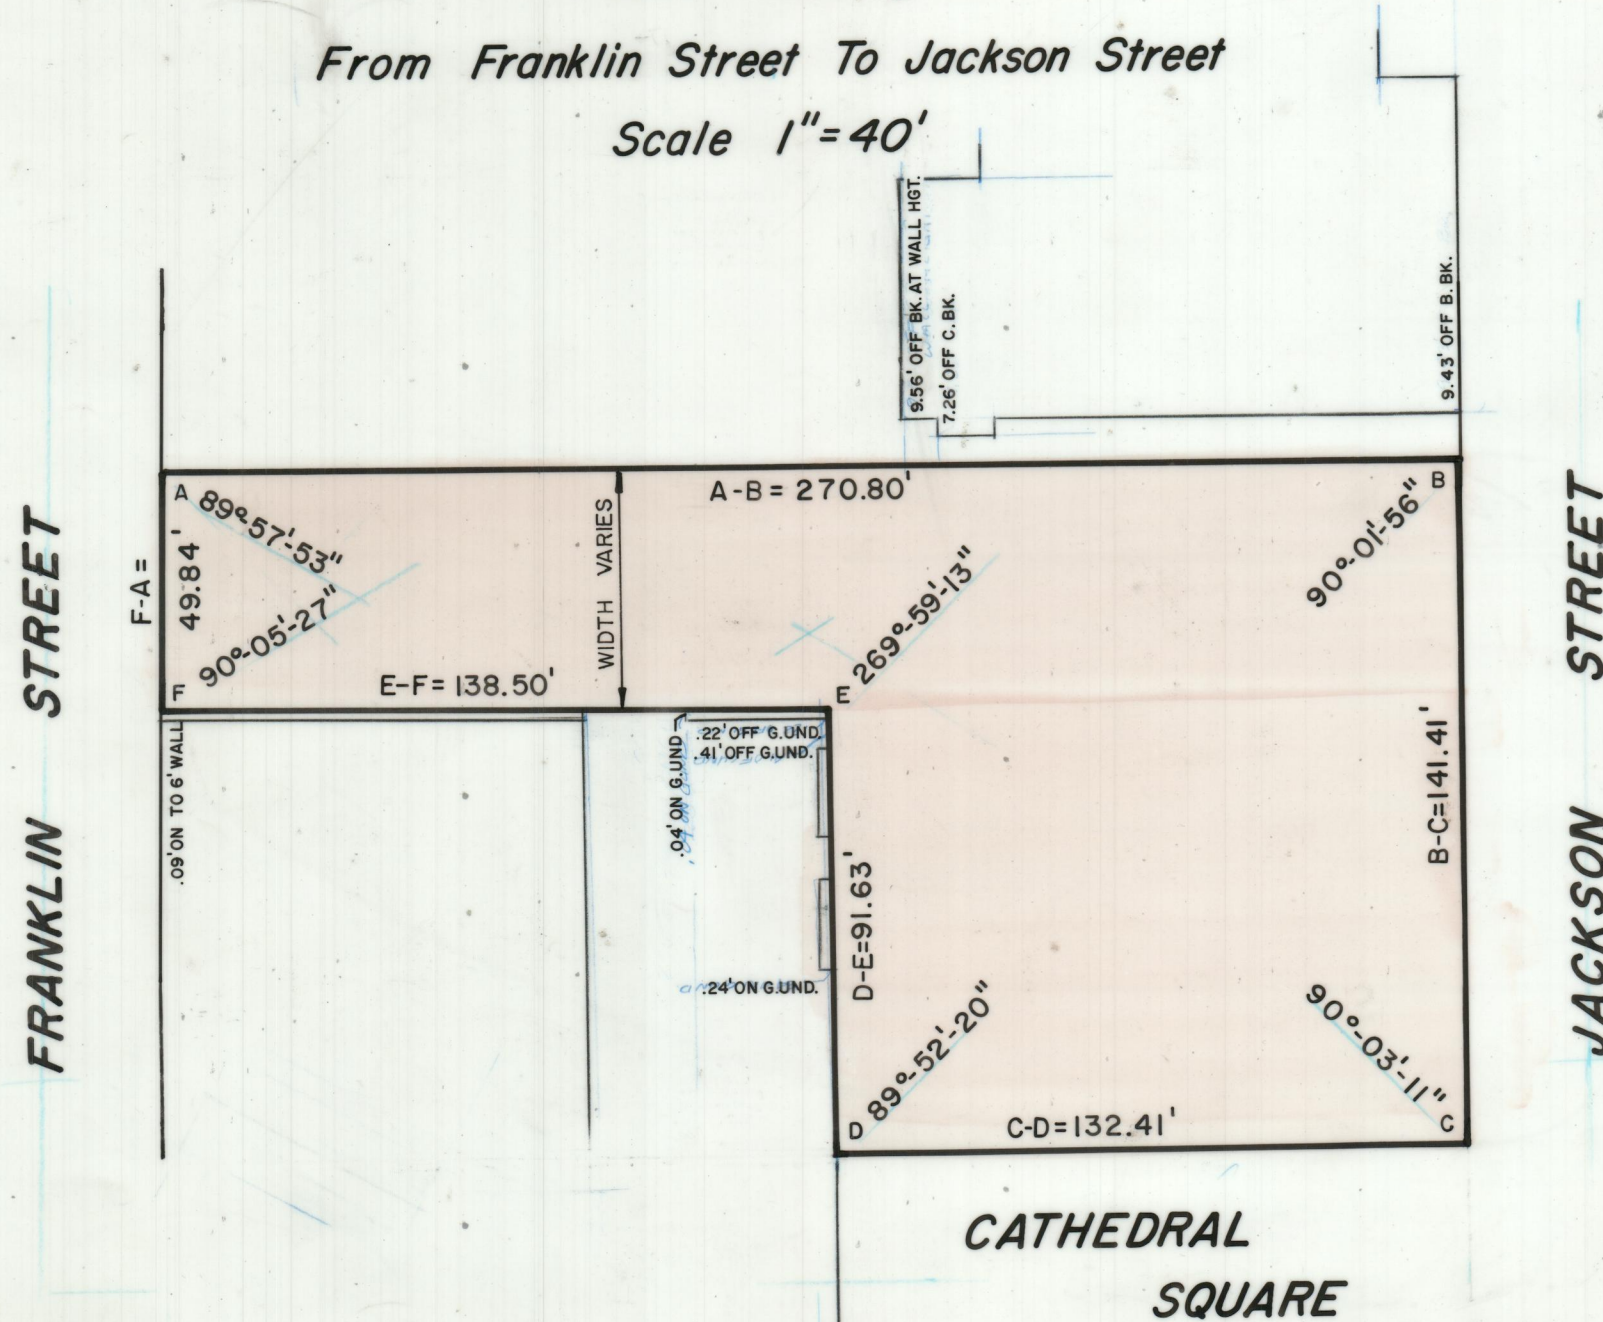 From Franklin Street To Jackson Street
Scale 1"=40'
9.56' OFF BK. AT WALL HGT.
7.26' OFF C. BK.
9.43' OFF B. BK.
A
A-B = 270.80'
B
89°-57'-53"
90°-01'-56"
F-A =
49.84'
WIDTH VARIES
269°-59'-13"
90°-05'-27"
E-F = 138.50'
F
E
FRANKLIN STREET
JACKSON STREET
.09' ON TO 6' WALL
.04' ON G.UND
.22' OFF G.UND.
.41' OFF G.UND.
B-C=141.41'
D-E=91.63'
.24' ON G.UND.
89°-52'-20"
90°-03'-11"
D
C-D=132.41'
C
CATHEDRAL
SQUARE